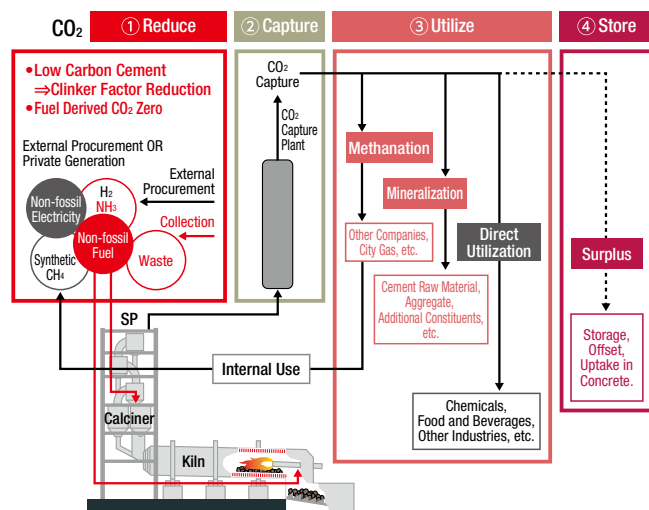 CO₂
① Reduce
② Capture
③ Utilize
④ Store
•Low Carbon Cement
⇒Clinker Factor Reduction
•Fuel Derived CO₂ Zero
External Procurement OR
Private Generation
External
Procurement
Non-fossil
Electricity
H₂
NH₃
Collection
Non-fossil
Fuel
Synthetic
CH₄
Waste
CO₂
Capture
CO₂
Capture
Plant
Methanation
Mineralization
Direct
Utilization
Other Companies,
City Gas, etc.
Cement Raw Material,
Aggregate,
Additional Constituents,
etc.
Surplus
Storage,
Offset,
Uptake in
Concrete.
SP
Internal Use
Calciner
Chemicals,
Food and Beverages,
Other Industries, etc.
Kiln